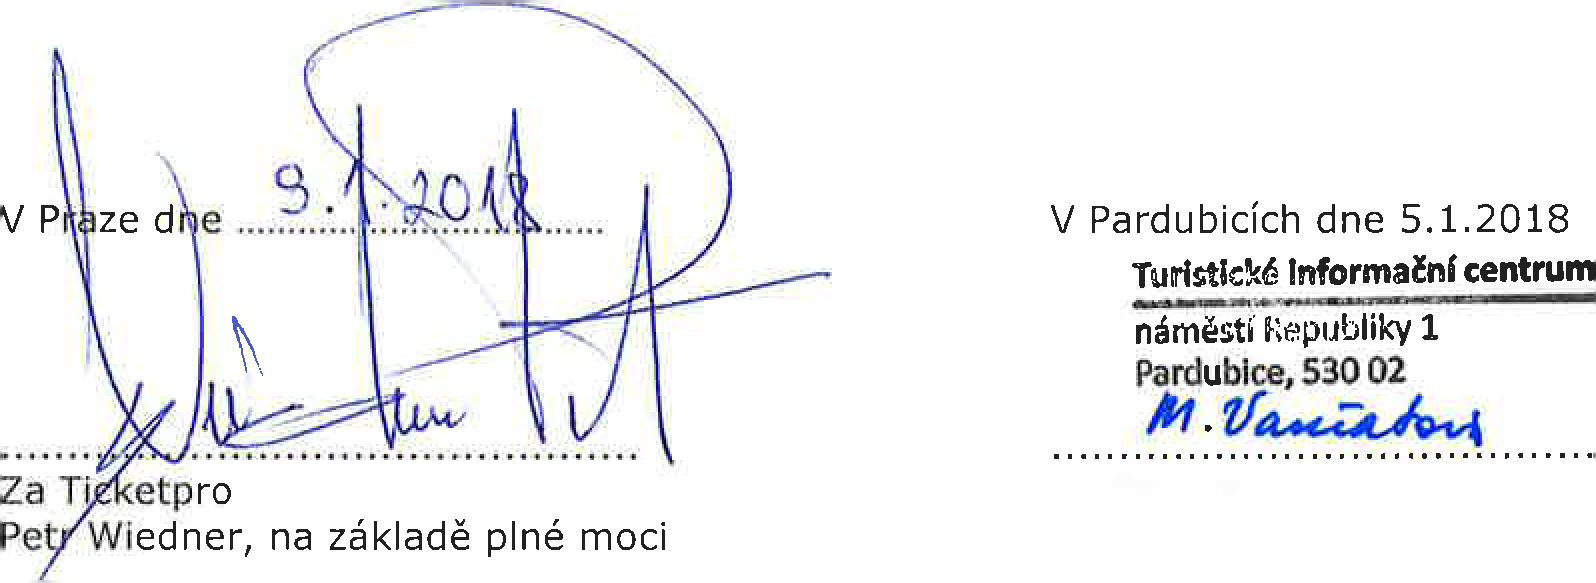 V Praze dne 9.1.2018
Za Ticketpro
Petr Wiedner, na základě plné moci
V Pardubicích dne 5.1.2018
Turistické informační centrum
náměstí Republiky 1
Pardubice, 530 02
M.